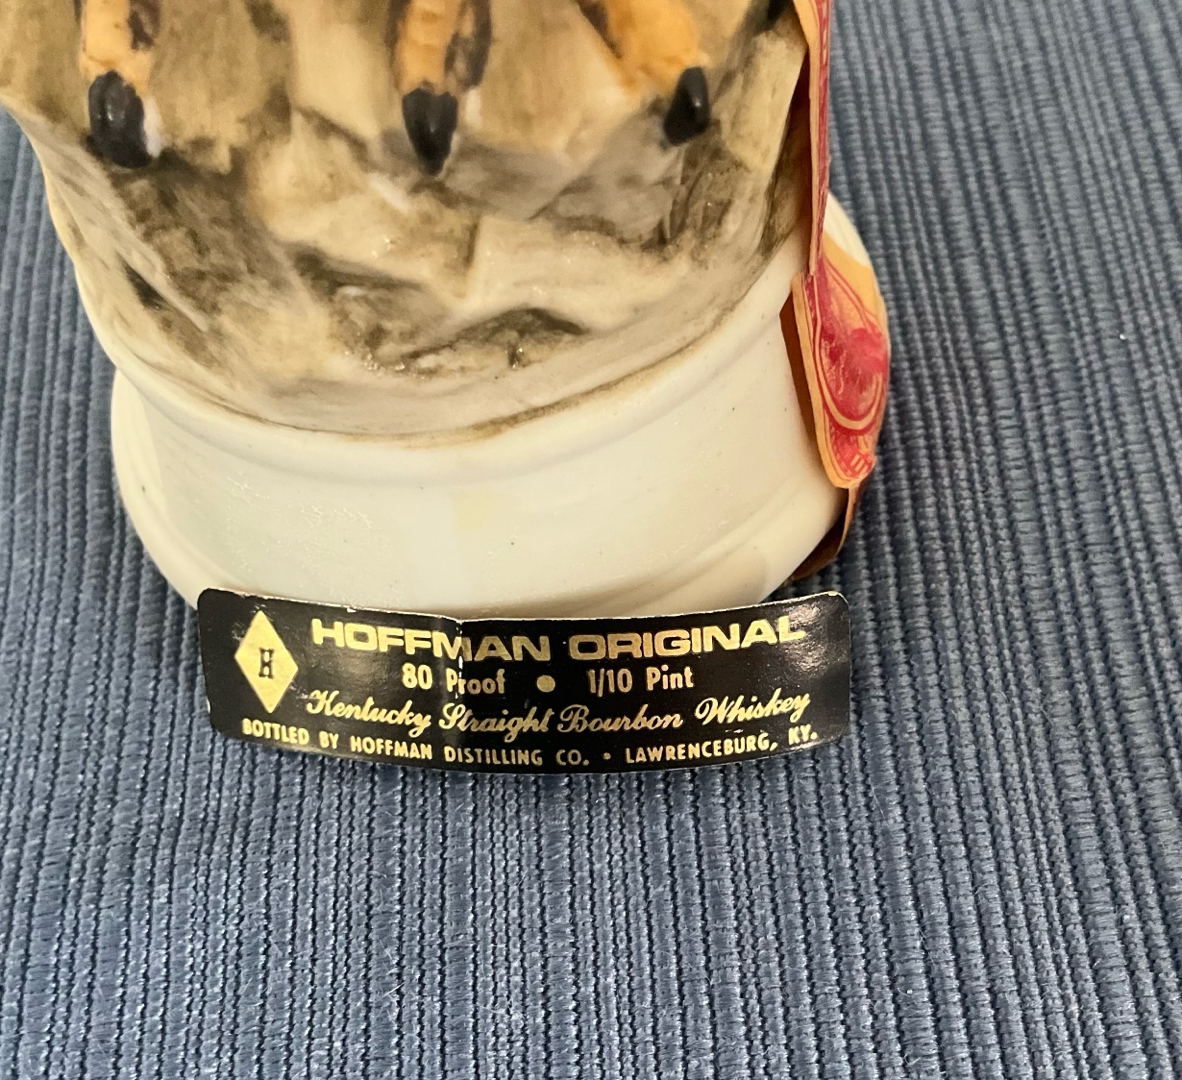 H
HOFFMAN ORIGINAL
80 Proof • 1/10 Pint
Kentucky Straight Bourbon Whiskey
BOTTLED BY HOFFMAN DISTILLING CO. • LAWRENCEBURG, KY.